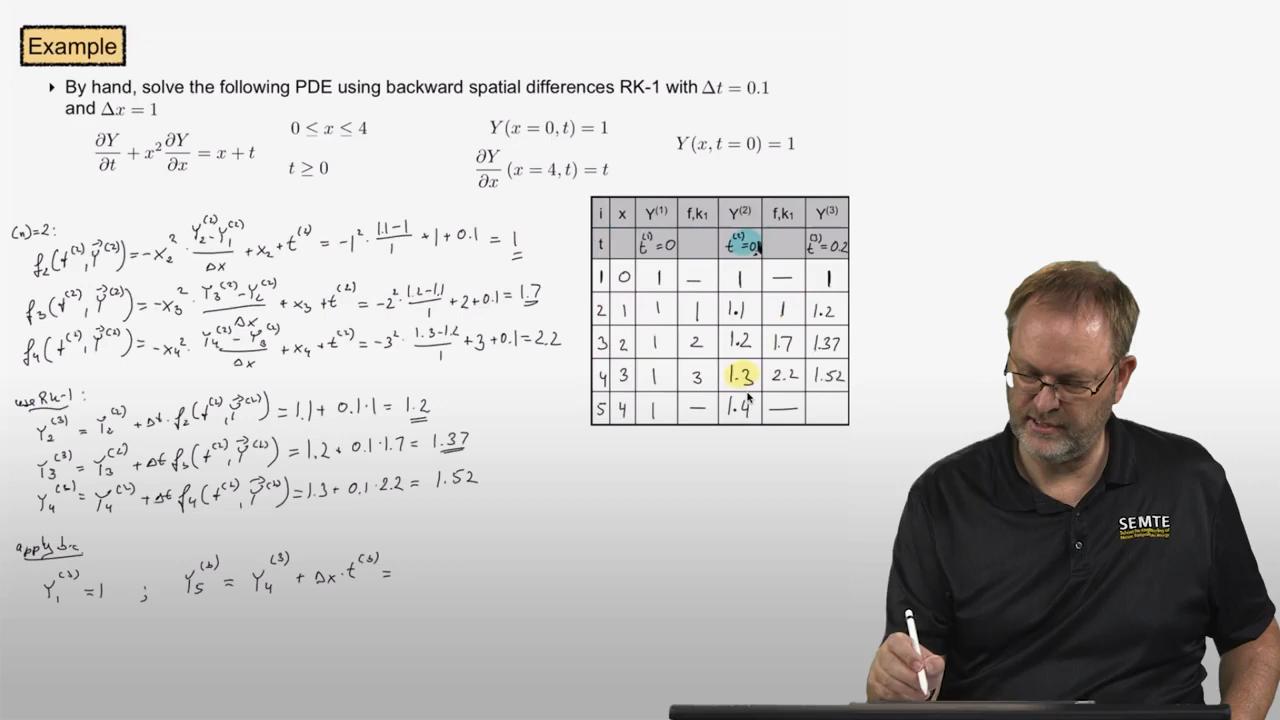 Example
▸ By hand, solve the following PDE using backward spatial differences RK-1 with Δt = 0.1
and Δx = 1
∂Y/∂t + x² ∂Y/∂x = x + t
0 ≤ x ≤ 4
t ≥ 0
Y(x = 0, t) = 1
∂Y/∂x (x = 4, t) = t
Y(x, t = 0) = 1
(n)=2:
f₂(t⁽²⁾, Y⃗⁽²⁾) = -x₂² · (Y₂⁽²⁾ - Y₁⁽²⁾)/Δx + x₂ + t⁽²⁾ = -1² · (1.1-1)/1 + 1 + 0.1 = 1
f₃(t⁽²⁾, Y⃗⁽²⁾) = -x₃² · (Y₃⁽²⁾ - Y₂⁽²⁾)/Δx + x₃ + t⁽²⁾ = -2² · (1.2-1.1)/1 + 2 + 0.1 = 1.7
f₄(t⁽²⁾, Y⃗⁽²⁾) = -x₄² · (Y₄⁽²⁾ - Y₃⁽²⁾)/Δx + x₄ + t⁽²⁾ = -3² · (1.3-1.2)/1 + 3 + 0.1 = 2.2
use RK-1:
Y₂⁽³⁾ = Y₂⁽²⁾ + Δt · f₂(t⁽²⁾, Y⃗⁽²⁾) = 1.1 + 0.1·1 = 1.2
Y₃⁽³⁾ = Y₃⁽²⁾ + Δt f₃(t⁽²⁾, Y⃗⁽²⁾) = 1.2 + 0.1·1.7 = 1.37
Y₄⁽³⁾ = Y₄⁽²⁾ + Δt f₄(t⁽²⁾, Y⃗⁽²⁾) = 1.3 + 0.1·2.2 = 1.52
apply bc
Y₁⁽³⁾ = 1 ; Y₅⁽³⁾ = Y₄⁽³⁾ + Δx · t⁽³⁾ =
i x Y⁽¹⁾ f,k₁ Y⁽²⁾ f,k₁ Y⁽³⁾
t t⁽¹⁾=0 t⁽²⁾=0. t⁽³⁾=0.2
1 0 1 — 1 — 1
2 1 1 1 1.1 1 1.2
3 2 1 2 1.2 1.7 1.37
4 3 1 3 1.3 2.2 1.52
5 4 1 — 1.4 —
SEMTE